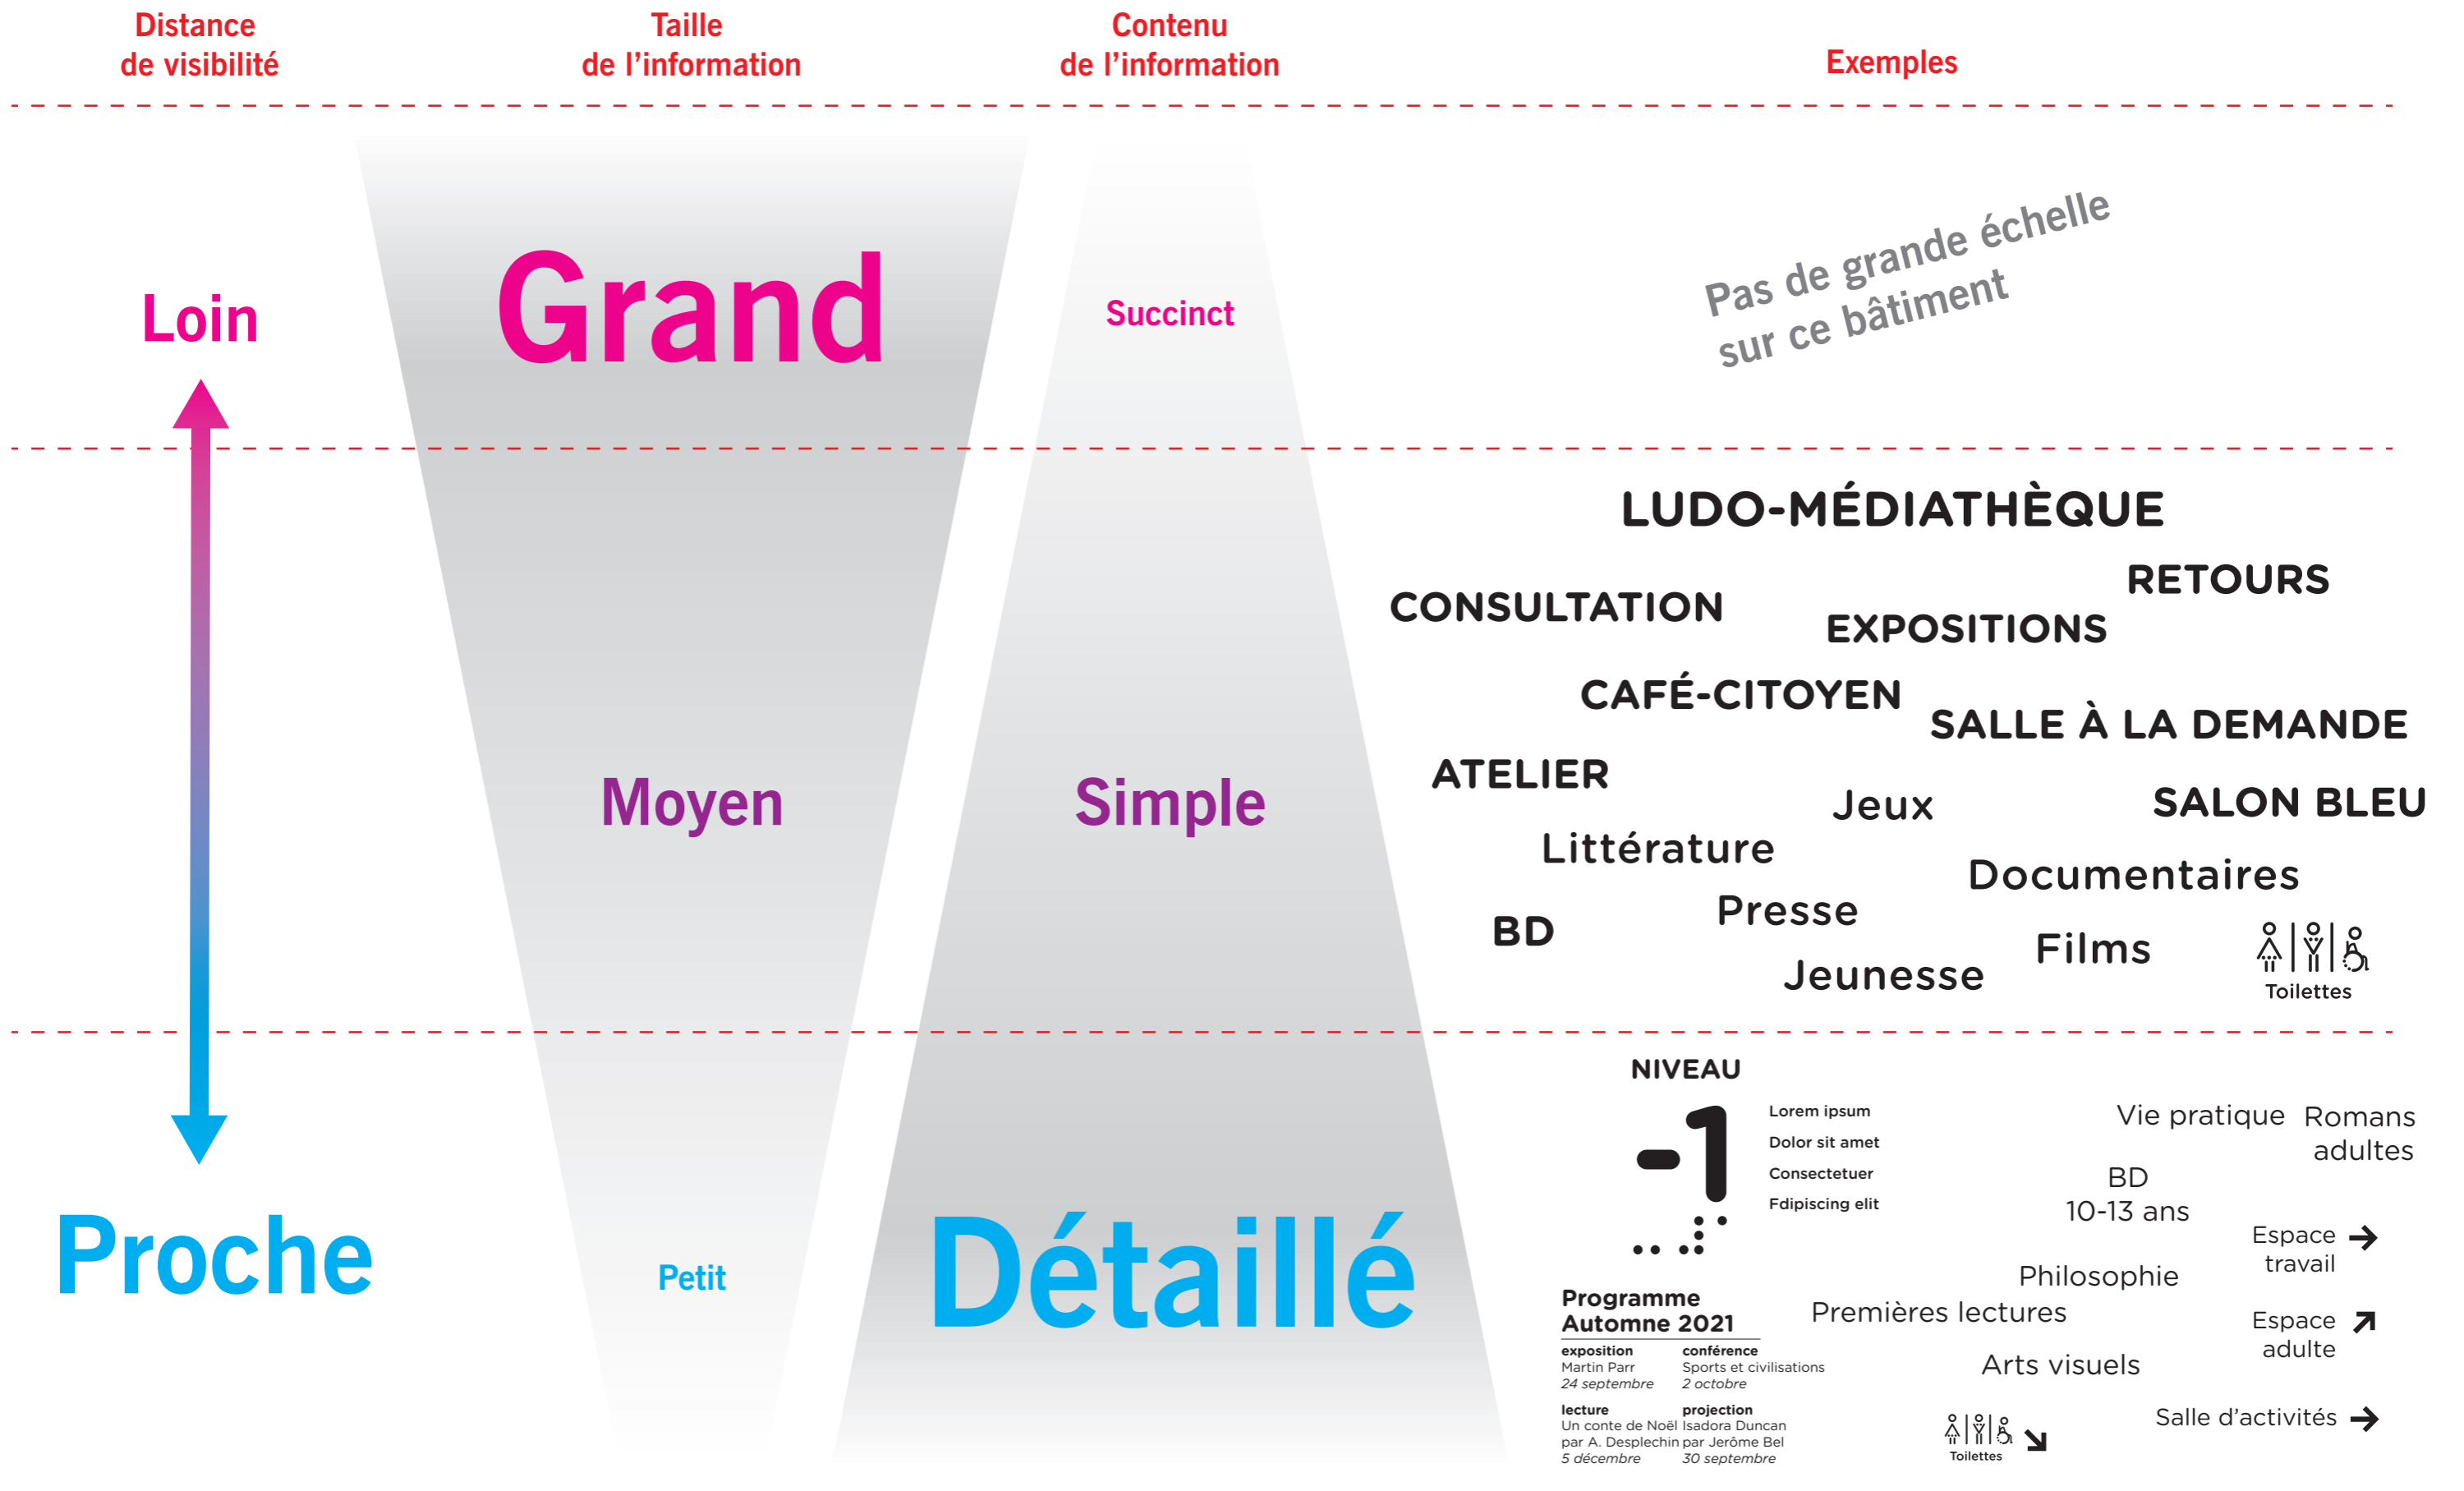 Distance
de visibilité
Taille
de l'information
Contenu
de l'information
Exemples
Loin
Grand
Succinct
Pas de grande échelle
sur ce bâtiment
LUDO-MÉDIATHÈQUE
RETOURS
CONSULTATION
EXPOSITIONS
CAFÉ-CITOYEN
SALLE À LA DEMANDE
ATELIER
Moyen
Simple
Jeux
SALON BLEU
Littérature
Documentaires
Presse
BD
Films
Jeunesse
Toilettes
Proche
Petit
Détaillé
NIVEAU
-1
Lorem ipsum
Dolor sit amet
Consectetuer
Fdipiscing elit
Programme
Automne 2021
exposition
Martin Parr
24 septembre
conférence
Sports et civilisations
2 octobre
lecture
Un conte de Noël
par A. Desplechin
5 décembre
projection
Isadora Duncan
par Jerôme Bel
30 septembre
Vie pratique
Romans
adultes
BD
10-13 ans
Espace
travail →
Philosophie
Premières lectures
Espace
adulte ↗
Arts visuels
Salle d'activités →
Toilettes ↘